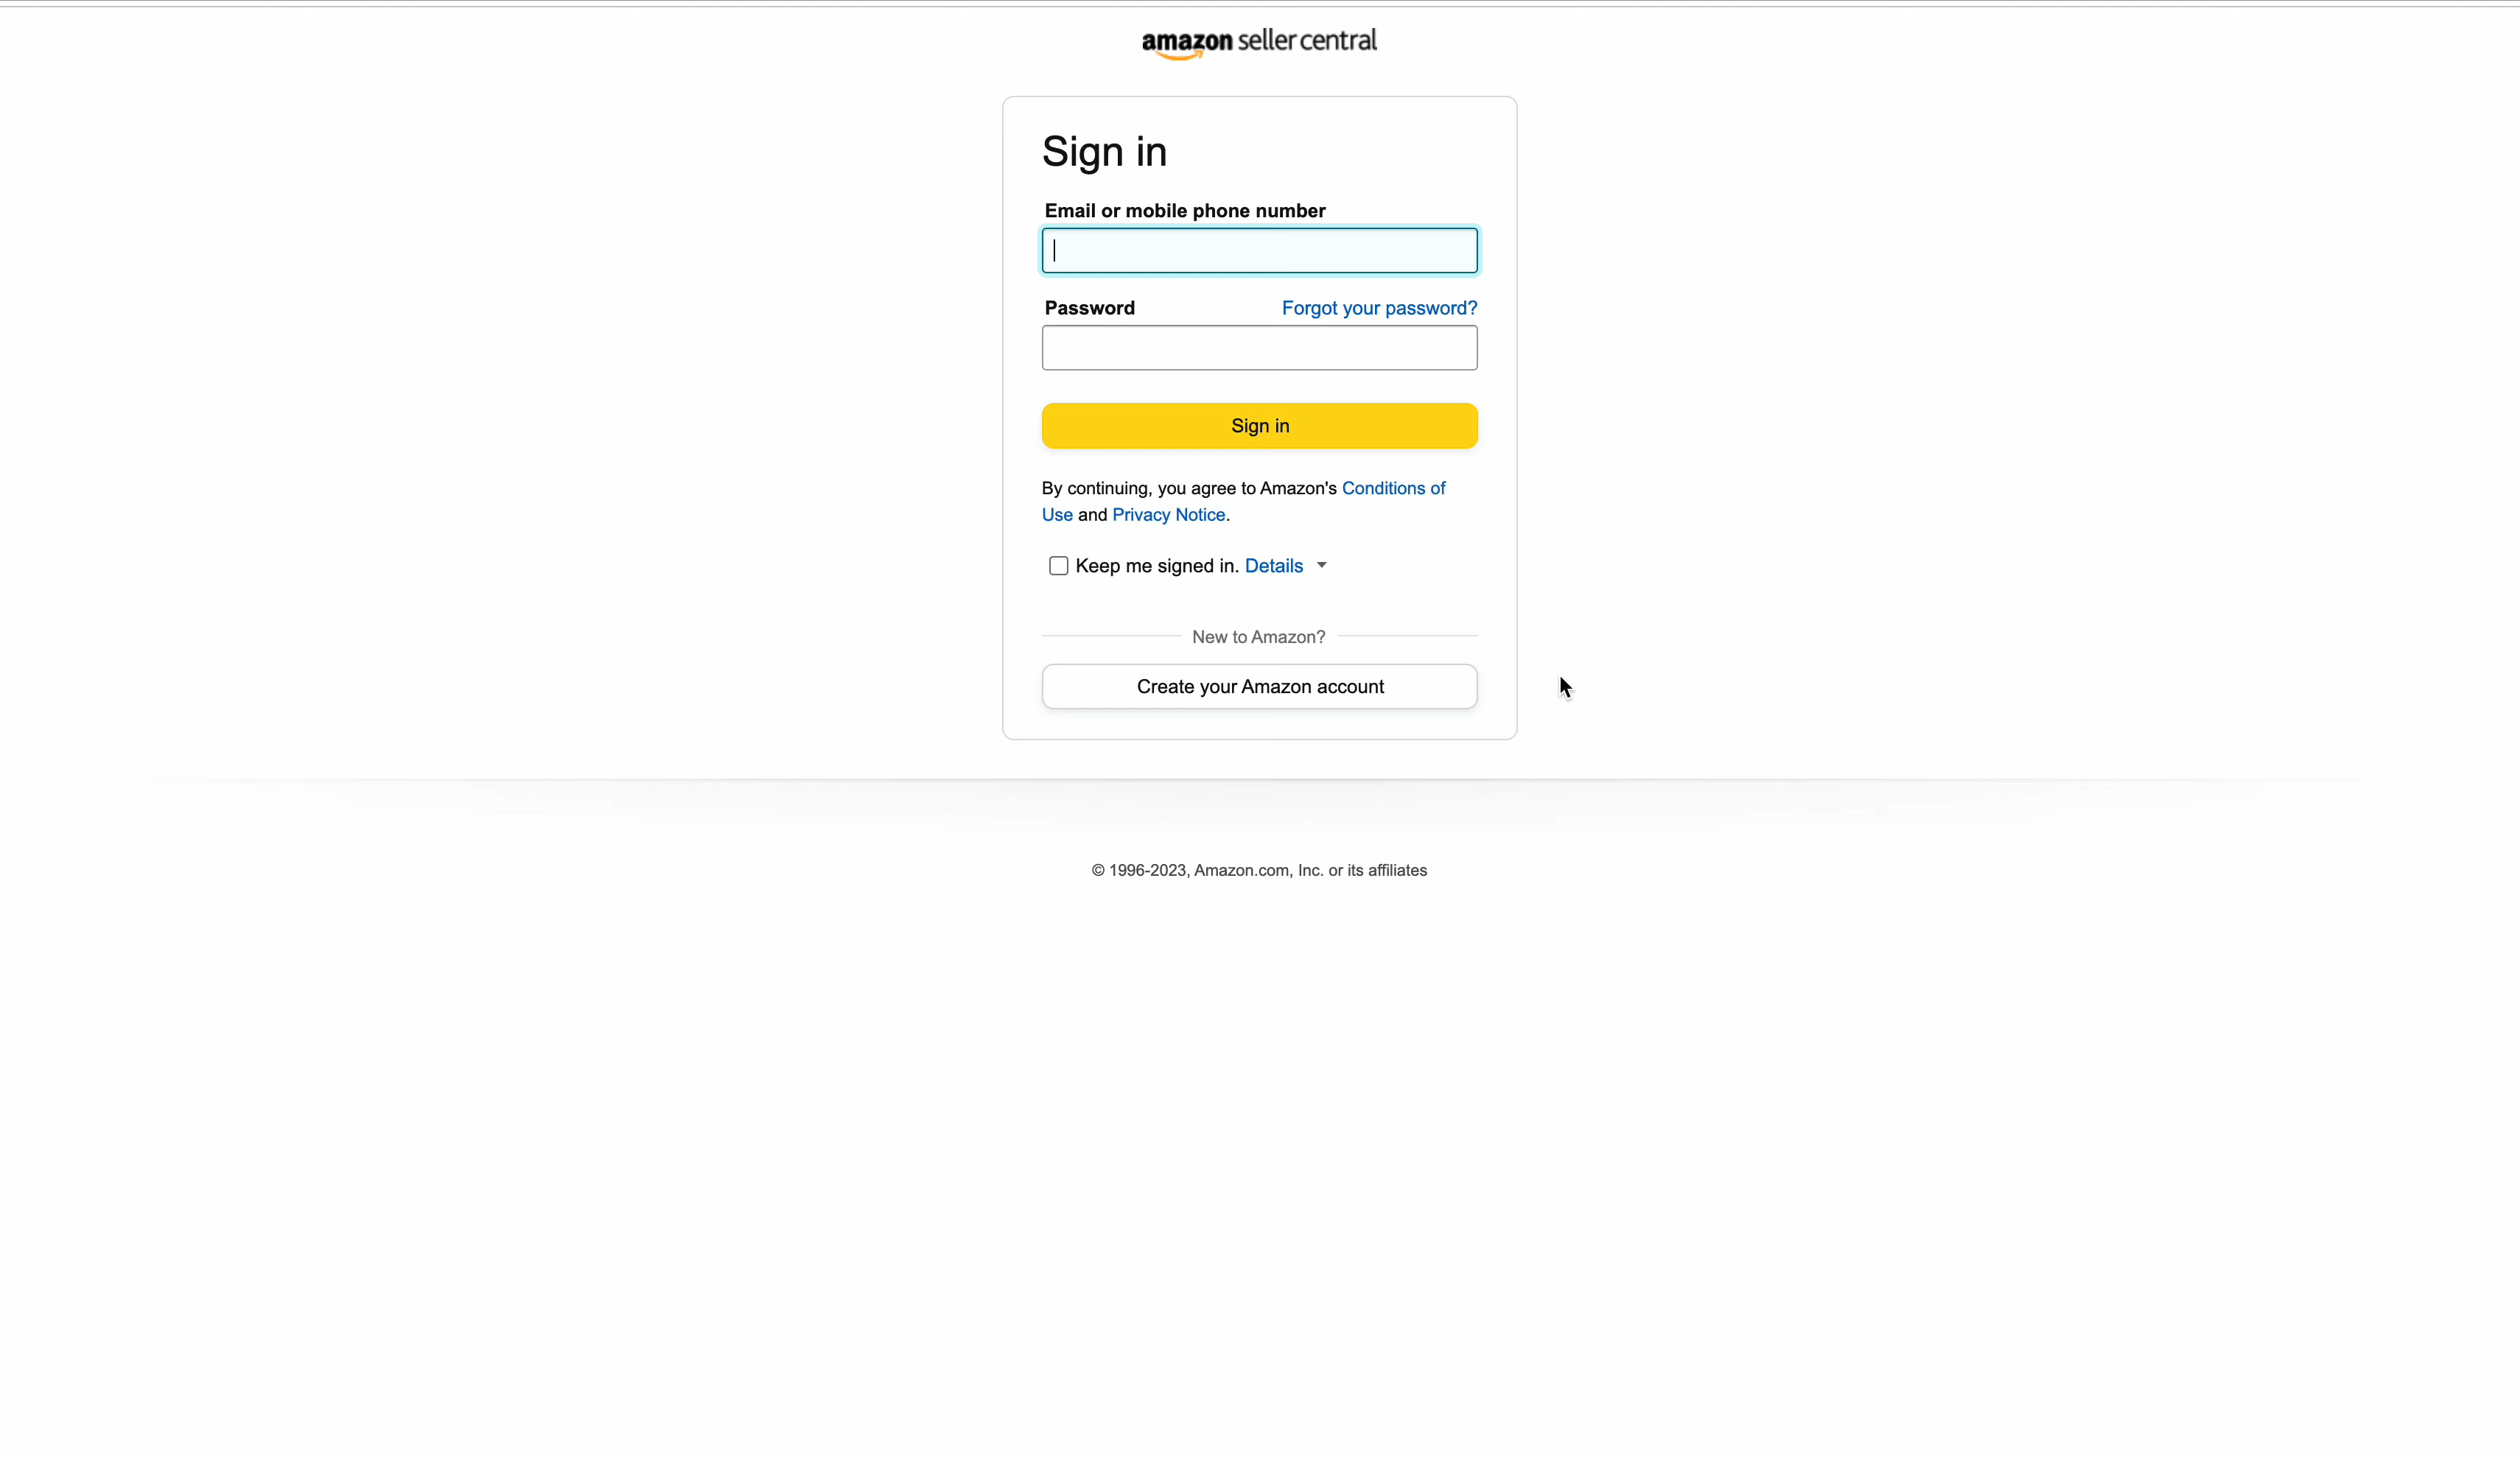 amazon seller central
Sign in
Email or mobile phone number
Password
Forgot your password?
Sign in
By continuing, you agree to Amazon's Conditions of
Use and Privacy Notice.
Keep me signed in. Details
New to Amazon?
Create your Amazon account
© 1996-2023, Amazon.com, Inc. or its affiliates